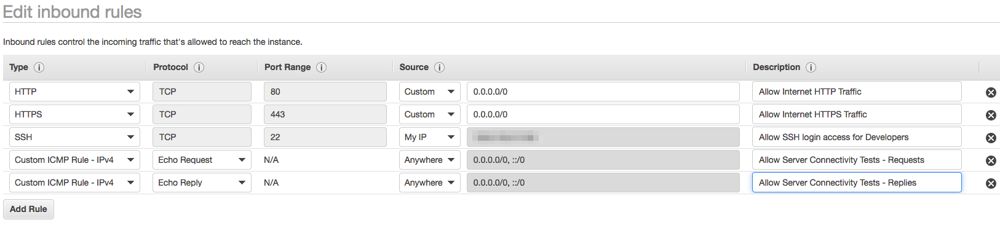 Edit inbound rules
Inbound rules control the incoming traffic that's allowed to reach the instance.
Type i Protocol i Port Range i Source i Description i
HTTP TCP 80 Custom 0.0.0.0/0 Allow Internet HTTP Traffic
HTTPS TCP 443 Custom 0.0.0.0/0 Allow Internet HTTPS Traffic
SSH TCP 22 My IP Allow SSH login access for Developers
Custom ICMP Rule - IPv4 Echo Request N/A Anywhere 0.0.0.0/0, ::/0 Allow Server Connectivity Tests - Requests
Custom ICMP Rule - IPv4 Echo Reply N/A Anywhere 0.0.0.0/0, ::/0 Allow Server Connectivity Tests - Replies
Add Rule